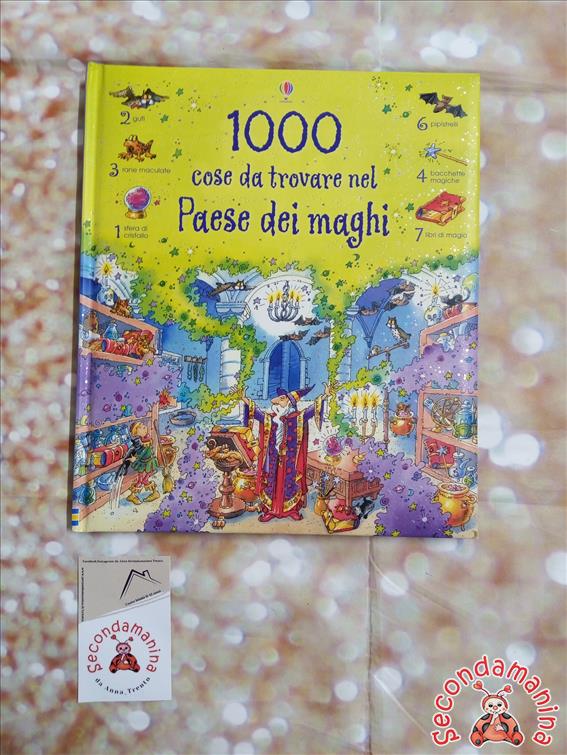 1000
cose da trovare nel
Paese dei maghi
2 gufi
3 rane maculate
1 sfera di
cristallo
6 pipistrelli
4 bacchette
magiche
7 libri di magia
Secondamanina
da Anna, Trento
Secondamanina
Secondamanina